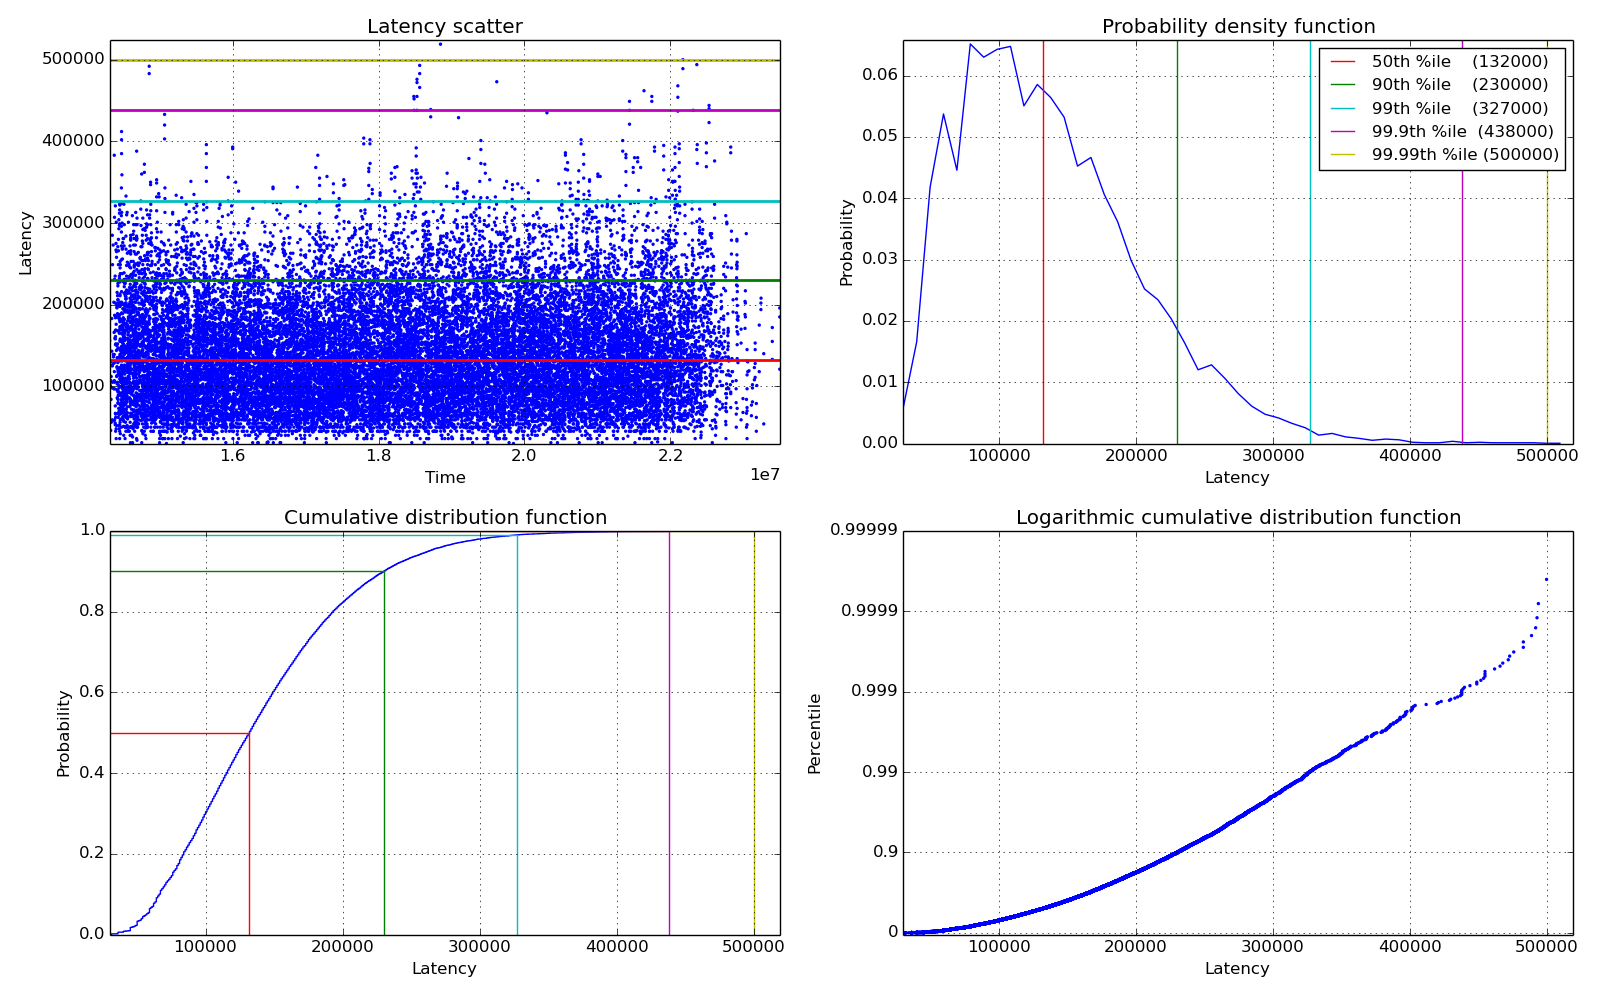 Latency scatter
500000
400000
300000
200000
100000
Latency
1.6 1.8 2.0 2.2
1e7
Time
Probability density function
0.06
0.05
0.04
0.03
0.02
0.01
0.00
Probability
50th %ile (132000)
90th %ile (230000)
99th %ile (327000)
99.9th %ile (438000)
99.99th %ile (500000)
100000 200000 300000 400000 500000
Latency
Cumulative distribution function
1.0
0.8
0.6
0.4
0.2
0.0
Probability
100000 200000 300000 400000 500000
Latency
Logarithmic cumulative distribution function
0.99999
0.9999
0.999
0.99
0.9
0
Percentile
100000 200000 300000 400000 500000
Latency